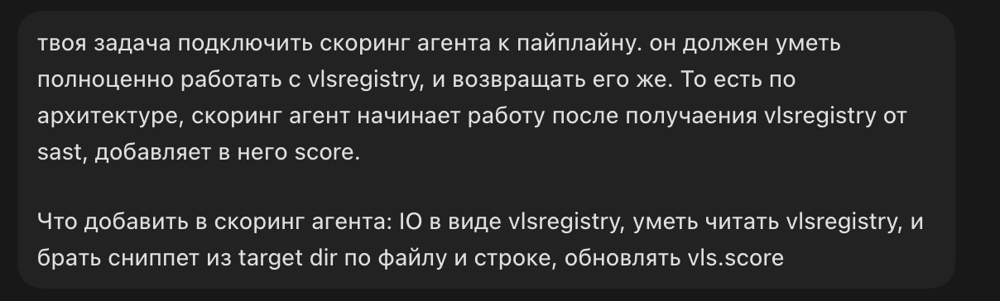 твоя задача подключить скоринг агента к пайплайну. он должен уметь
полноценно работать с vlsregistry, и возвращать его же. То есть по
архитектуре, скоринг агент начинает работу после получаения vlsregistry от
sast, добавляет в него score.
Что добавить в скоринг агента: IO в виде vlsregistry, уметь читать vlsregistry, и
брать сниппет из target dir по файлу и строке, обновлять vls.score